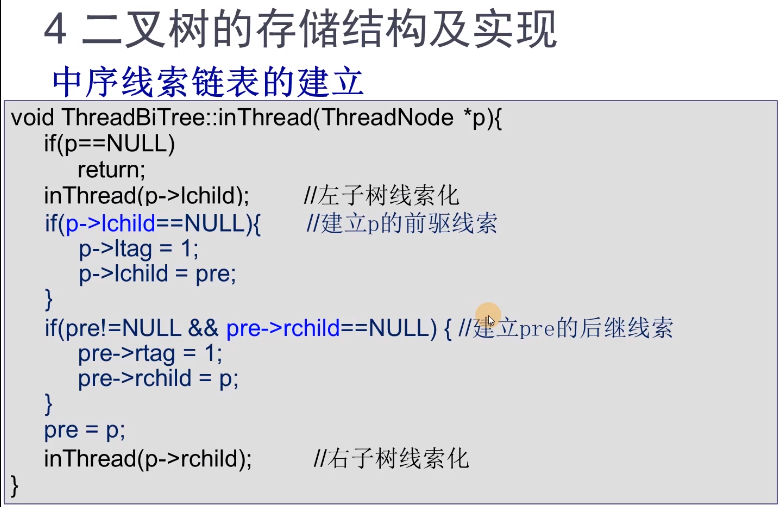 4 二叉树的存储结构及实现
中序线索链表的建立
void ThreadBiTree::inThread(ThreadNode *p){
if(p==NULL)
return;
inThread(p->lchild); //左子树线索化
if(p->lchild==NULL){ //建立p的前驱线索
p->ltag = 1;
p->lchild = pre;
}
if(pre!=NULL && pre->rchild==NULL) { //建立pre的后继线索
pre->rtag = 1;
pre->rchild = p;
}
pre = p;
inThread(p->rchild); //右子树线索化
}